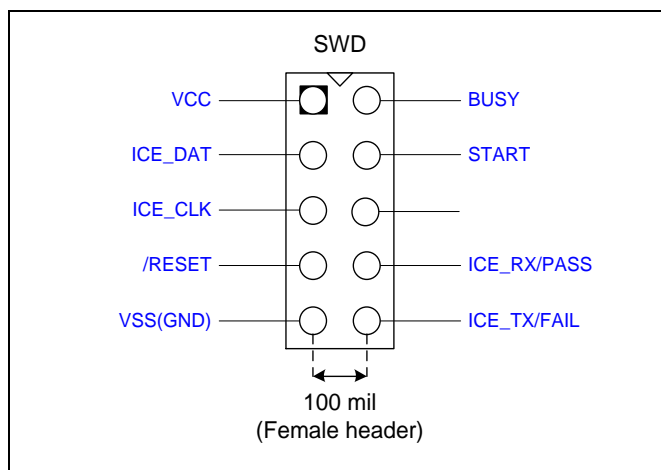 SWD
VCC
BUSY
ICE_DAT
START
ICE_CLK
/RESET
ICE_RX/PASS
VSS(GND)
ICE_TX/FAIL
100 mil
(Female header)